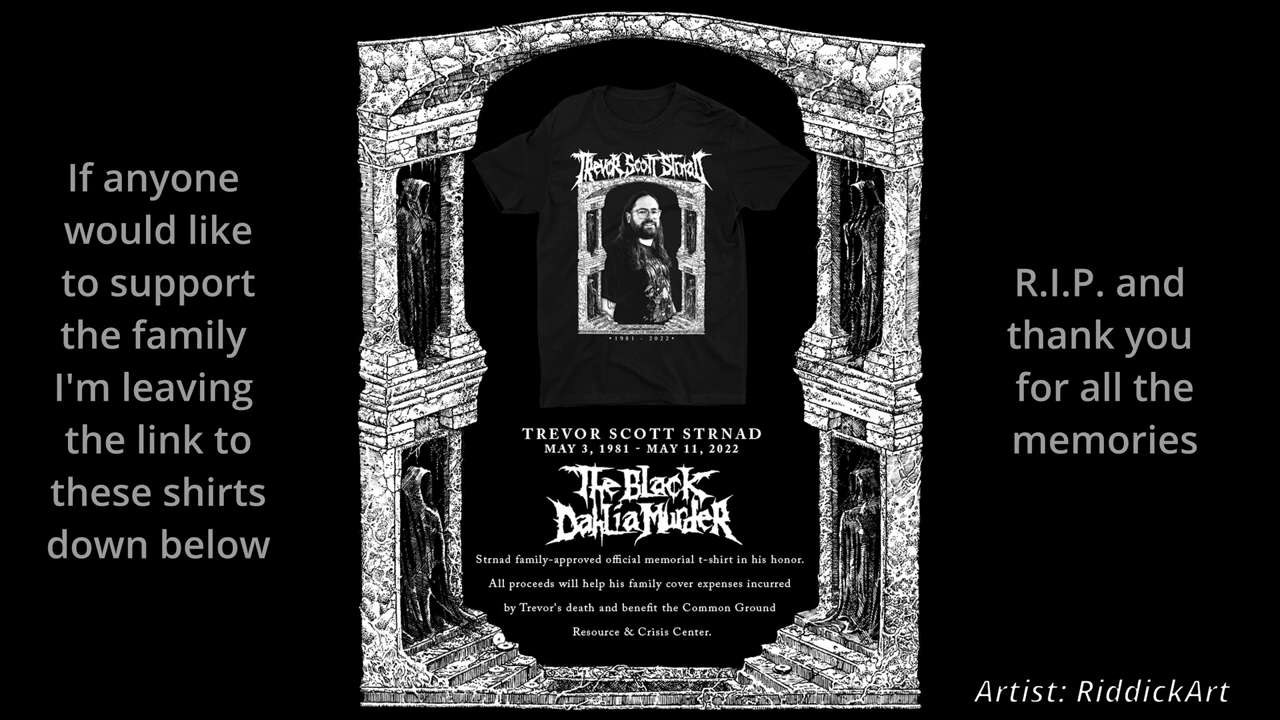 If anyone
would like
to support
the family
I'm leaving
the link to
these shirts
down below
Trevor Scott Strnad
• 1981 - 2022 •
TREVOR SCOTT STRNAD
MAY 3, 1981 - MAY 11, 2022
The Black
Dahlia Murder
Strnad family-approved official memorial t-shirt in his honor.
All proceeds will help his family cover expenses incurred
by Trevor's death and benefit the Common Ground
Resource & Crisis Center.
R.I.P. and
thank you
for all the
memories
Artist: RiddickArt